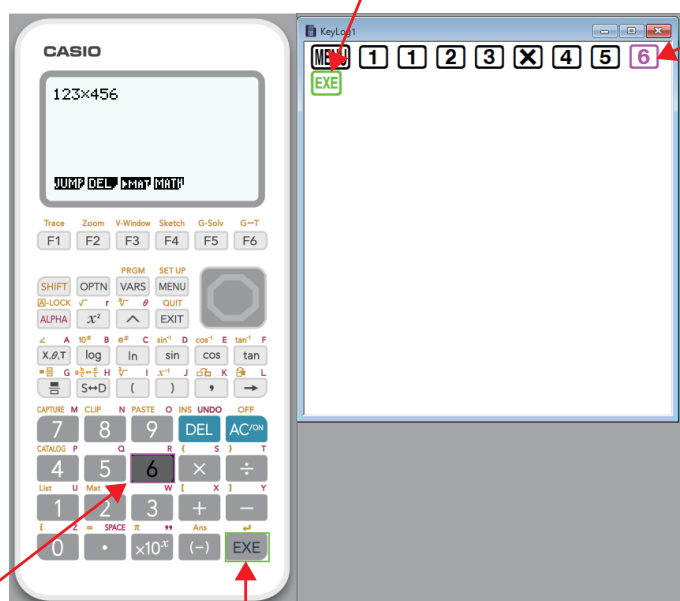 KeyLog1
MENU 1 1 2 3 X 4 5 6
EXE
CASIO
123×456
JUMP DEL ▶MAT MATH
Trace Zoom V-Window Sketch G-Solv G↔T
F1 F2 F3 F4 F5 F6
PRGM SET UP
SHIFT OPTN VARS MENU
A-LOCK √ r ∛ θ QUIT
ALPHA x² ^ EXIT
∠ A 10ˣ B eˣ C sin⁻¹ D cos⁻¹ E tan⁻¹ F
X,θ,T log ln sin cos tan
G H I x⁻¹ J K L
S↔D ( ) , →
CAPTURE M CLIP N PASTE O INS UNDO OFF
7 8 9 DEL AC/ON
CATALOG P Q R { S } T
4 5 6 × ÷
List U Mat W [ X ] Y
1 2 3 + −
i Z = SPACE π " Ans ↵
0 • ×10ˣ (−) EXE